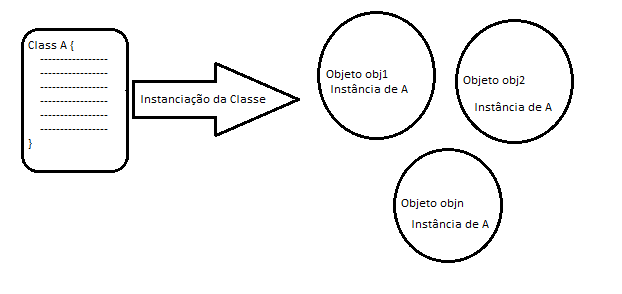 Class A {
------------------
------------------
------------------
------------------
------------------
------------------
}
Instanciação da Classe
Objeto obj1
Instância de A
Objeto obj2
Instância de A
Objeto objn
Instância de A